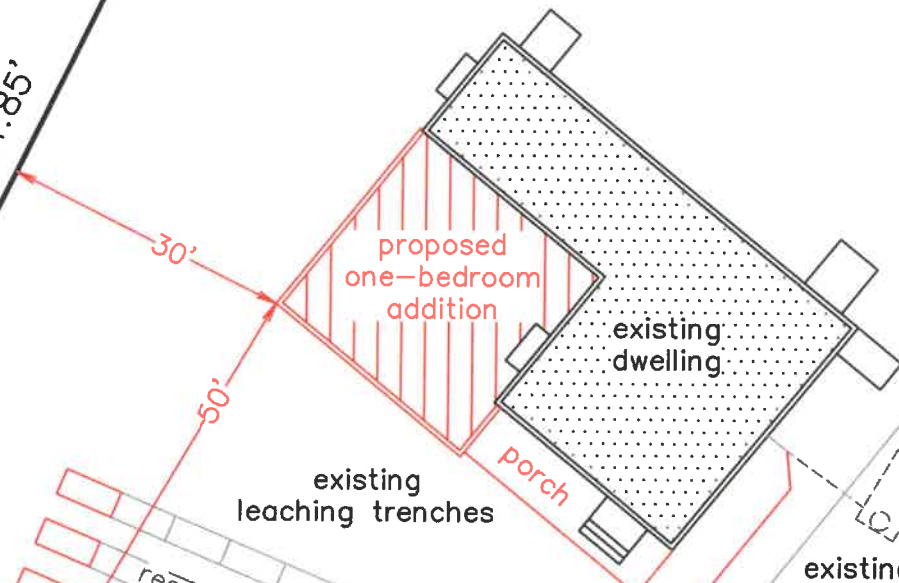 30'
proposed
one-bedroom
addition
existing
dwelling
50'
porch
existing
leaching trenches